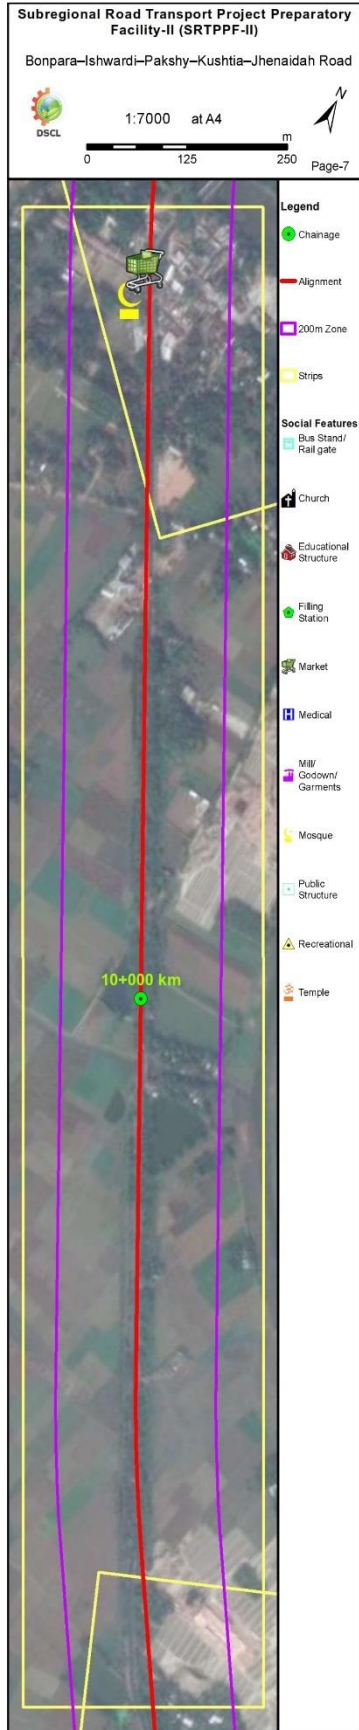 Subregional Road Transport Project Preparatory
Facility-II (SRTPPF-II)
Bonpara–Ishwardi–Pakshy–Kushtia–Jhenaidah Road
N
DSCL
1:7000 at A4
m
0 125 250
Page-7
Legend
Chainage
Alignment
200m Zone
Strips
Social Features
Bus Stand/
Rail gate
Church
Educational
Structure
Filling
Station
Market
H Medical
Mill/
Godown/
Garments
Mosque
Public
Structure
Recreational
Temple
10+000 km